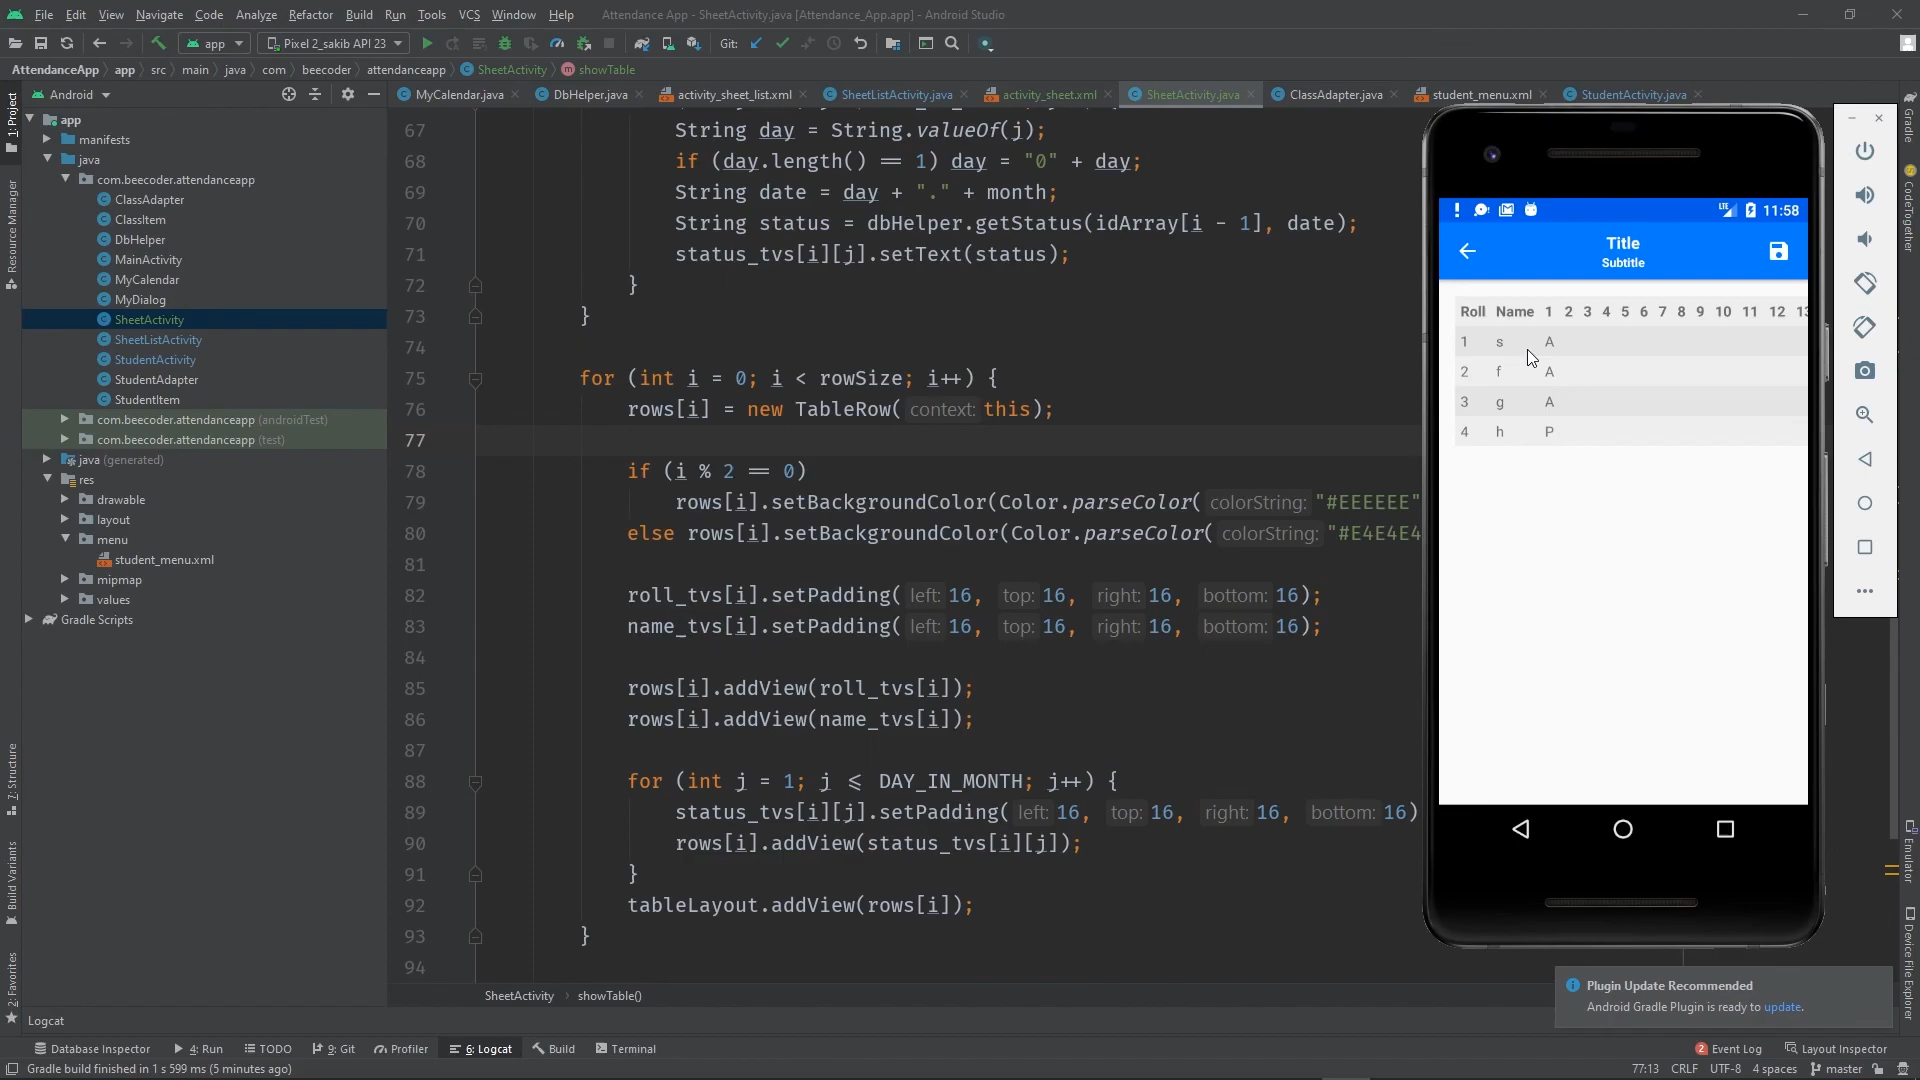 File Edit View Navigate Code Analyze Refactor Build Run Tools VCS Window Help Attendance App - SheetActivity.java [Attendance_App.app] - Android Studio
app Pixel 2_sakib API 23 Git:
AttendanceApp app src main java com beecoder attendanceapp SheetActivity showTable
Android
MyCalendar.java DbHelper.java activity_sheet_list.xml SheetListActivity.java activity_sheet.xml SheetActivity.java ClassAdapter.java student_menu.xml StudentActivity.java
1: Project
Resource Manager
7: Structure
Build Variants
2: Favorites
app
manifests
java
com.beecoder.attendanceapp
ClassAdapter
ClassItem
DbHelper
MainActivity
MyCalendar
MyDialog
SheetActivity
SheetListActivity
StudentActivity
StudentAdapter
StudentItem
com.beecoder.attendanceapp (androidTest)
com.beecoder.attendanceapp (test)
java (generated)
res
drawable
layout
menu
student_menu.xml
mipmap
values
Gradle Scripts
67 String day = String.valueOf(j);
68 if (day.length() == 1) day = "0" + day;
69 String date = day + "." + month;
70 String status = dbHelper.getStatus(idArray[i - 1], date);
71 status_tvs[i][j].setText(status);
72 }
73 }
74
75 for (int i = 0; i < rowSize; i++) {
76 rows[i] = new TableRow( context: this);
77
78 if (i % 2 == 0)
79 rows[i].setBackgroundColor(Color.parseColor( colorString: "#EEEEEE"
80 else rows[i].setBackgroundColor(Color.parseColor( colorString: "#E4E4E4
81
82 roll_tvs[i].setPadding( left: 16, top: 16, right: 16, bottom: 16);
83 name_tvs[i].setPadding( left: 16, top: 16, right: 16, bottom: 16);
84
85 rows[i].addView(roll_tvs[i]);
86 rows[i].addView(name_tvs[i]);
87
88 for (int j = 1; j <= DAY_IN_MONTH; j++) {
89 status_tvs[i][j].setPadding( left: 16, top: 16, right: 16, bottom: 16)
90 rows[i].addView(status_tvs[i][j]);
91 }
92 tableLayout.addView(rows[i]);
93 }
94
SheetActivity showTable()
LTE 11:58
Title
Subtitle
Roll Name 1 2 3 4 5 6 7 8 9 10 11 12 13
1 s A
2 f A
3 g A
4 h P
Gradle
CodeTogether
Emulator
Device File Explorer
Plugin Update Recommended
Android Gradle Plugin is ready to update.
Logcat
Database Inspector 4: Run TODO 9: Git Profiler 6: Logcat Build Terminal 2 Event Log Layout Inspector
Gradle build finished in 1 s 599 ms (5 minutes ago) 77:13 CRLF UTF-8 4 spaces master